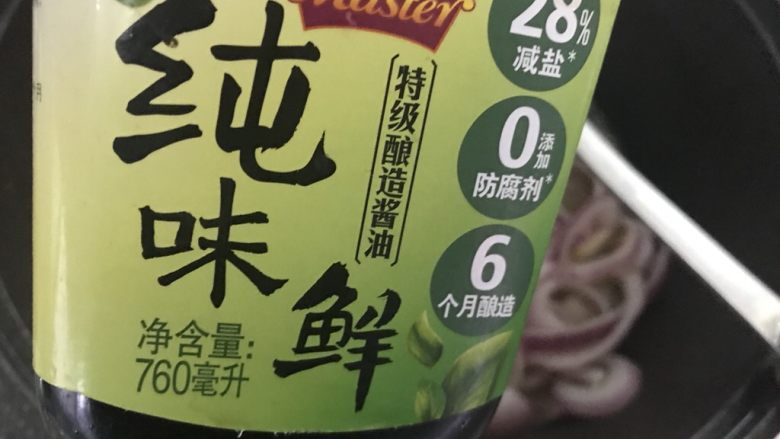 Master
纯味鲜
特级酿造酱油
28%
减盐*
0添加
防腐剂*
6
个月酿造
净含量:
760毫升